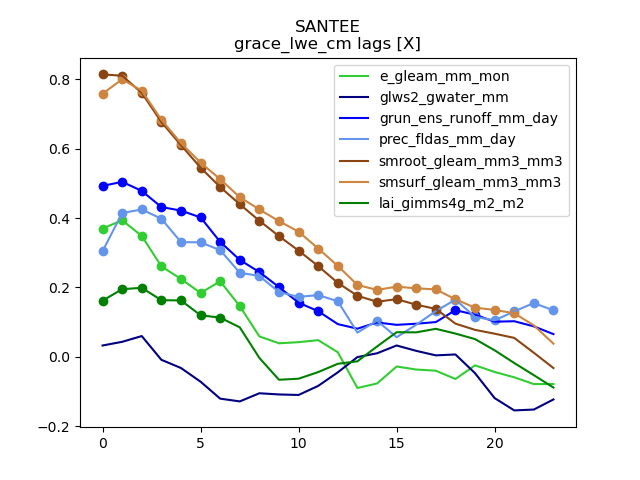 SANTEE
grace_lwe_cm lags [X]
e_gleam_mm_mon
glws2_gwater_mm
grun_ens_runoff_mm_day
prec_fldas_mm_day
smroot_gleam_mm3_mm3
smsurf_gleam_mm3_mm3
lai_gimms4g_m2_m2
0.8
0.6
0.4
0.2
0.0
−0.2
0 5 10 15 20